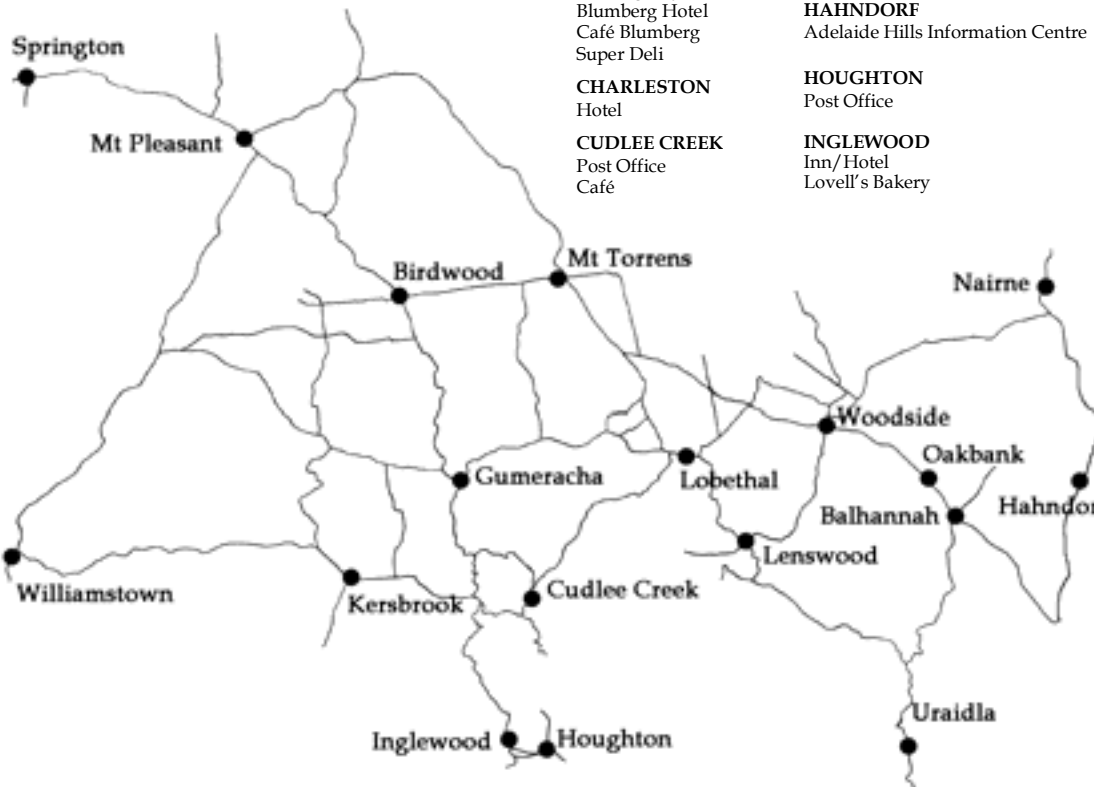 Blumberg Hotel
Café Blumberg
Super Deli
CHARLESTON
Hotel
CUDLEE CREEK
Post Office
Café
HAHNDORF
Adelaide Hills Information Centre
HOUGHTON
Post Office
INGLEWOOD
Inn/Hotel
Lovell's Bakery
Springton
Mt Pleasant
Birdwood
Mt Torrens
Nairne
Woodside
Oakbank
Gumeracha
Lobethal
Balhannah
Hahndor
Lenswood
Williamstown
Kersbrook
Cudlee Creek
Uraidla
Inglewood
Houghton